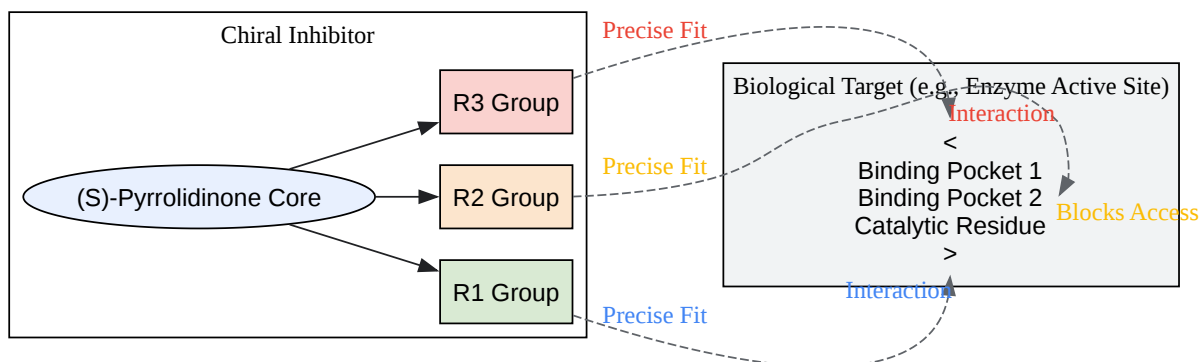 Chiral Inhibitor
(S)-Pyrrolidinone Core
R3 Group
R2 Group
R1 Group
Precise Fit
Precise Fit
Precise Fit
Biological Target (e.g., Enzyme Active Site)
Interaction
<
Binding Pocket 1
Binding Pocket 2
Catalytic Residue
>
Blocks Access
Interaction